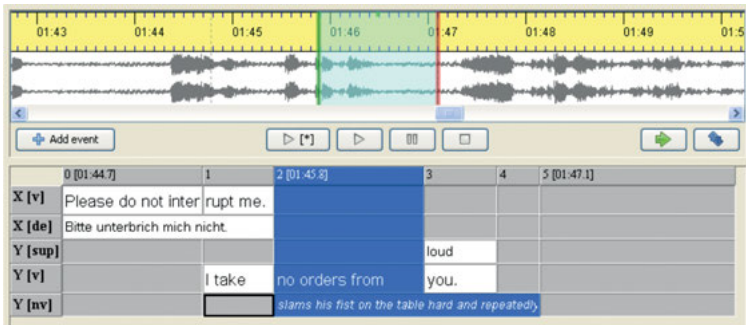 01:43 01:44 01:45 01:46 01:47 01:48 01:49 01:5
Add event [*]
0 [01:44.7] 1 2 [01:45.8] 3 4 5 [01:47.1]
X [v] Please do not inter rupt me.
X [de] Bitte unterbrich mich nicht.
Y [sup] loud
Y [v] I take no orders from you.
Y [nv] slams his fist on the table hard and repeatedly